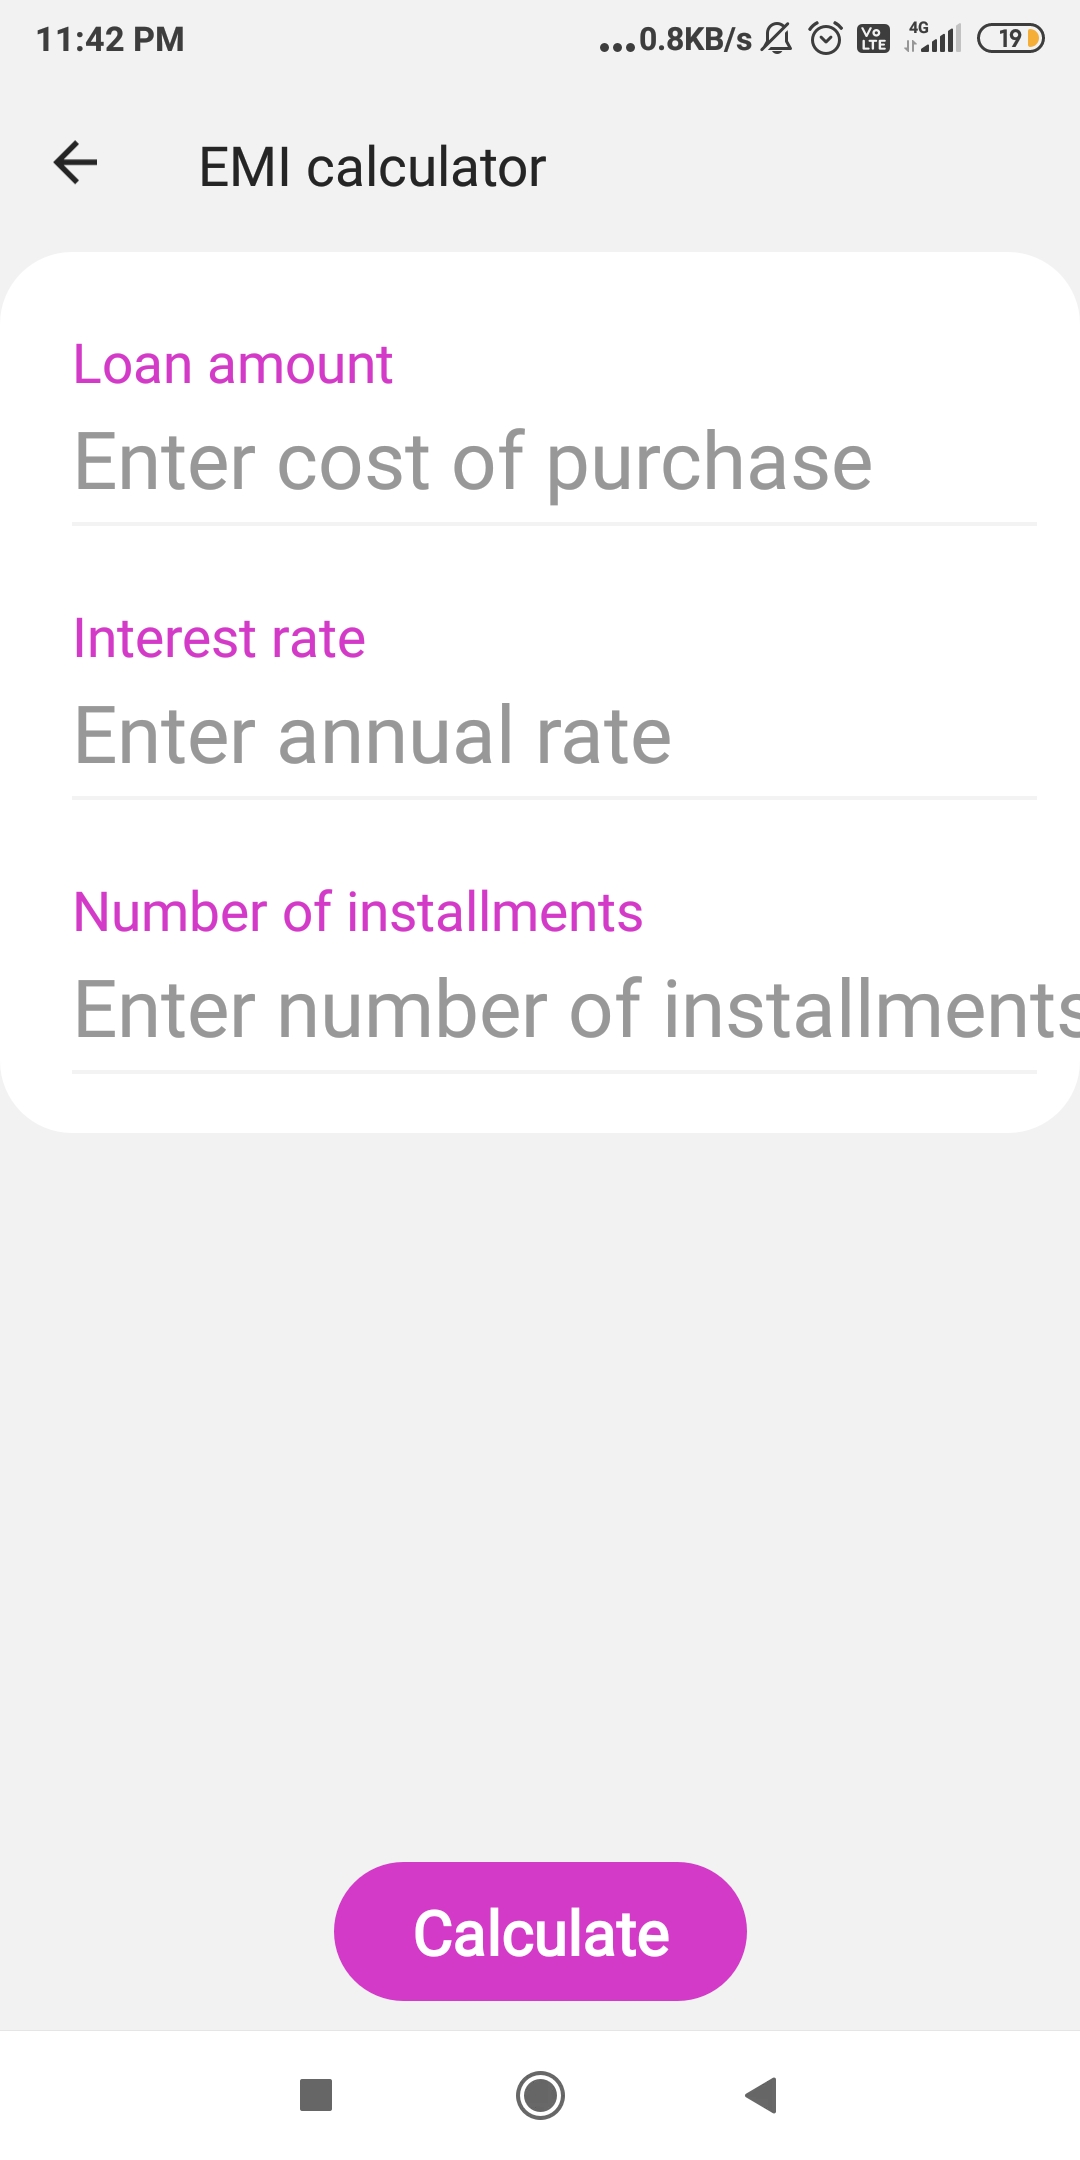 11:42 PM ...0.8KB/s Vo LTE 4G 19
EMI calculator
Loan amount
Enter cost of purchase
Interest rate
Enter annual rate
Number of installments
Enter number of installments
Calculate